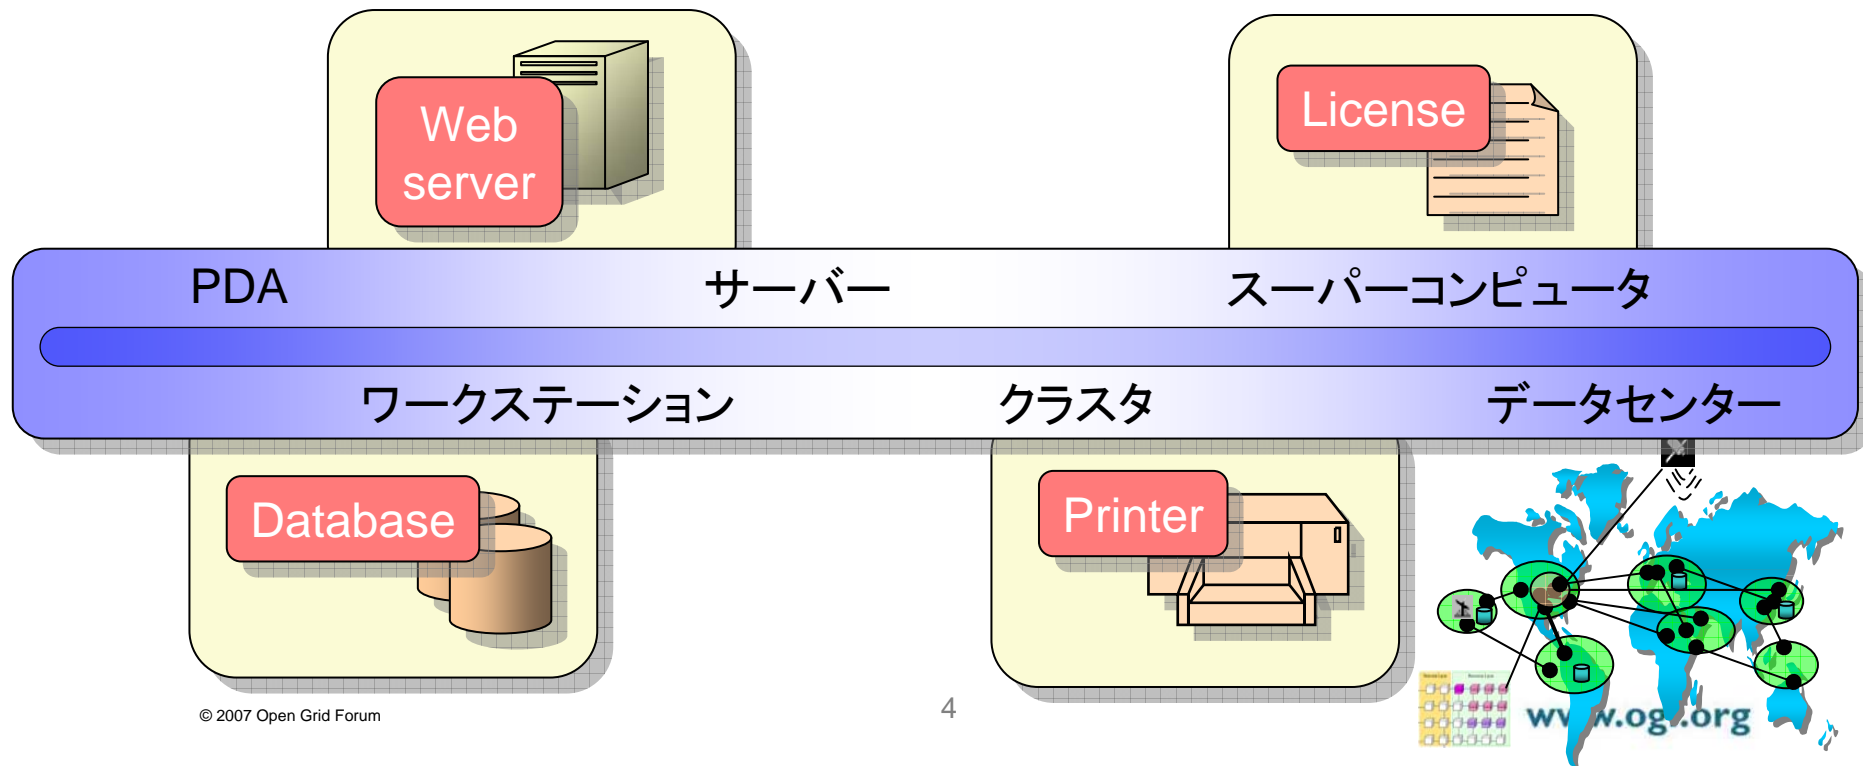 Web
server
License
PDA
サーバー
スーパーコンピュータ
ワークステーション
クラスタ
データセンター
Database
Printer
© 2007 Open Grid Forum
4